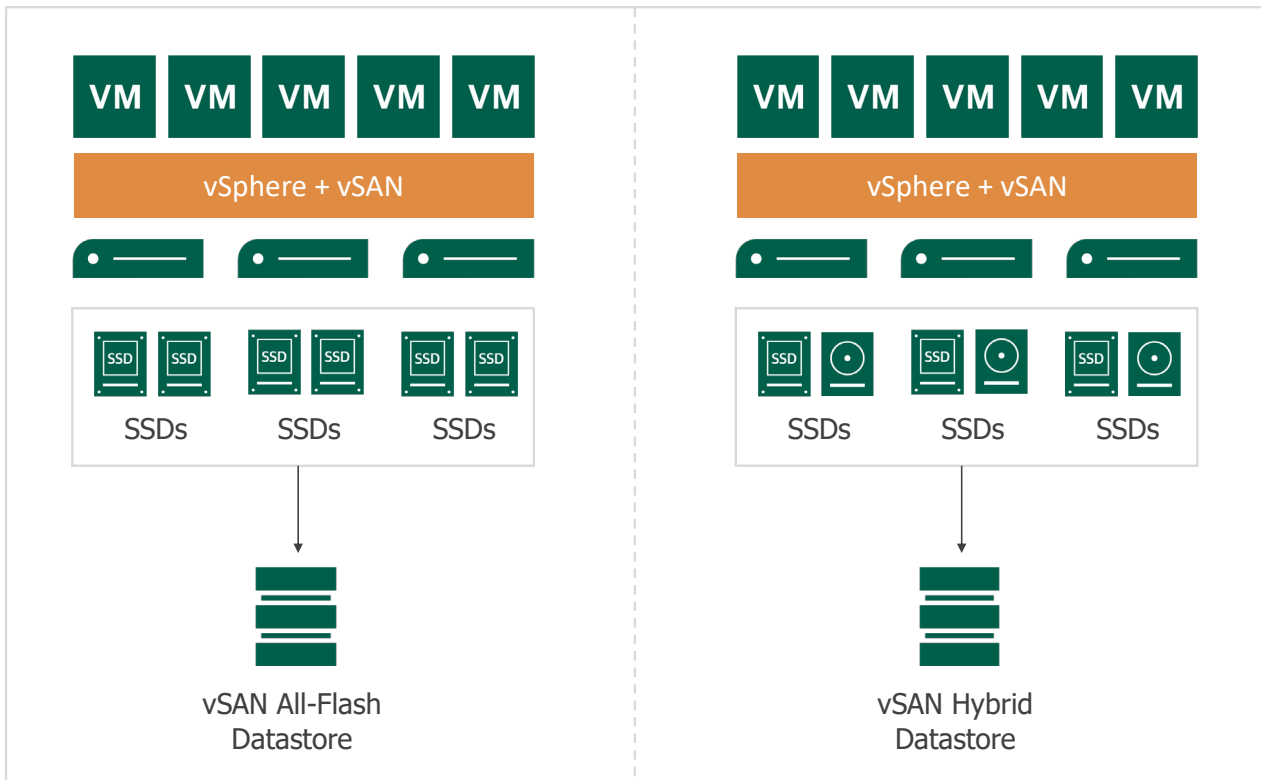 VM VM VM VM VM
vSphere + vSAN
SSD SSD SSD SSD SSD SSD
SSDs SSDs SSDs
vSAN All-Flash
Datastore
VM VM VM VM VM
vSphere + vSAN
SSD SSD SSD
SSDs SSDs SSDs
vSAN Hybrid
Datastore